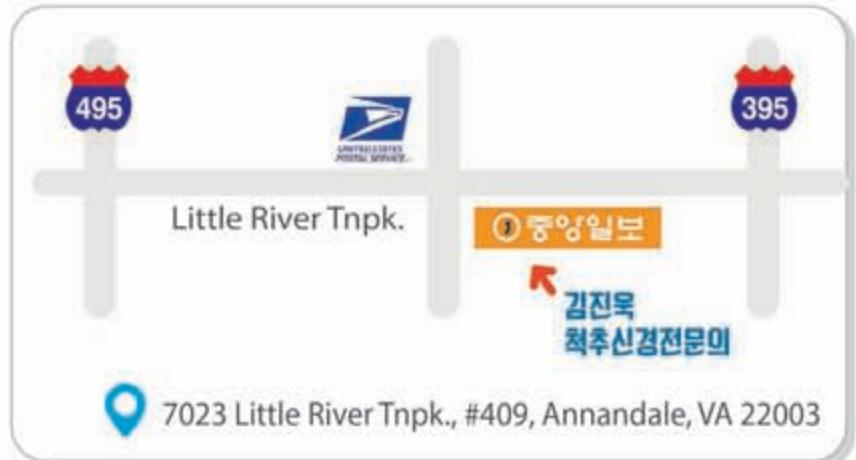 495
395
UNITED STATES
POSTAL SERVICE
Little River Tnpk.
중앙일보
김진욱
척추신경전문의
7023 Little River Tnpk., #409, Annandale, VA 22003